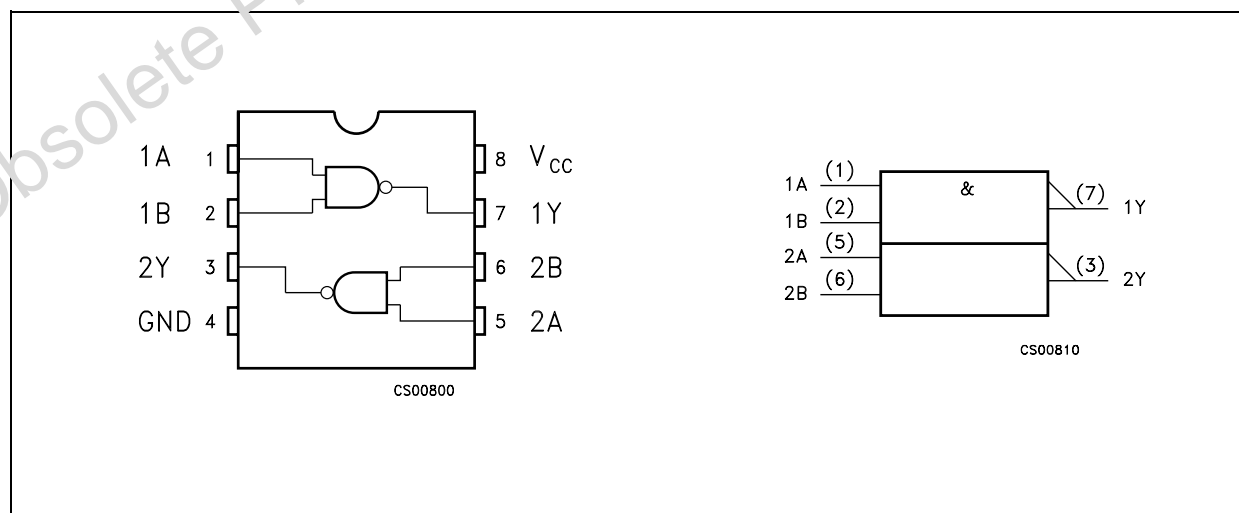 obsolete
1A 1 8 VCC
1B 2 7 1Y
2Y 3 6 2B
GND 4 5 2A
CS00800
&
1A (1) (7) 1Y
1B (2)
2A (5) (3) 2Y
2B (6)
CS00810